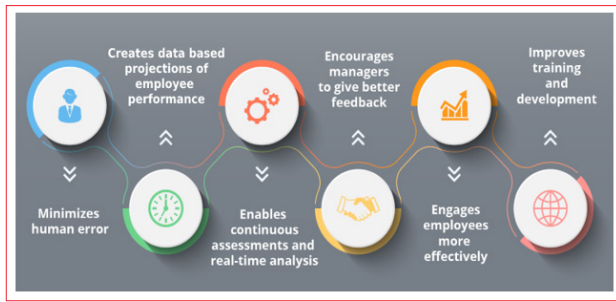 Creates data based
projections of
employee
performance
Encourages
managers
to give better
feedback
Improves
training
and
development
Minimizes
human error
Enables
continuous
assessments and
real-time analysis
Engages
employees
more
effectively